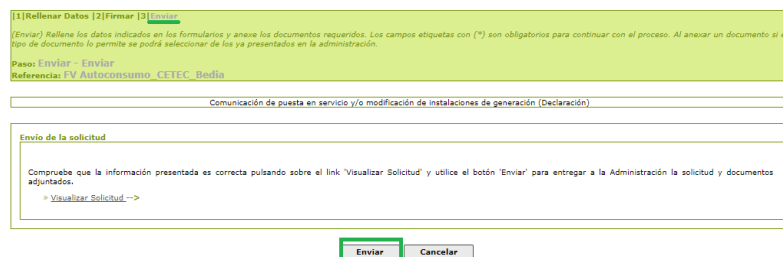 |1|Rellenar Datos |2|Firmar |3|Enviar
(Enviar) Rellene los datos indicados en los formularios y anexe los documentos requeridos. Los campos etiquetas con (*) son obligatorios para continuar con el proceso. Al anexar un documento si e
tipo de documento lo permite se podrá seleccionar de los ya presentados en la administración.
Paso: Enviar - Enviar
Referencia: FV Autoconsumo_CETEC_Bedia
Comunicación de puesta en servicio y/o modificación de instalaciones de generación (Declaración)
Envío de la solicitud
Compruebe que la información presentada es correcta pulsando sobre el link 'Visualizar Solicitud' y utilice el botón 'Enviar' para entregar a la Administración la solicitud y documentos
adjuntados.
» Visualizar Solicitud -->
Enviar Cancelar